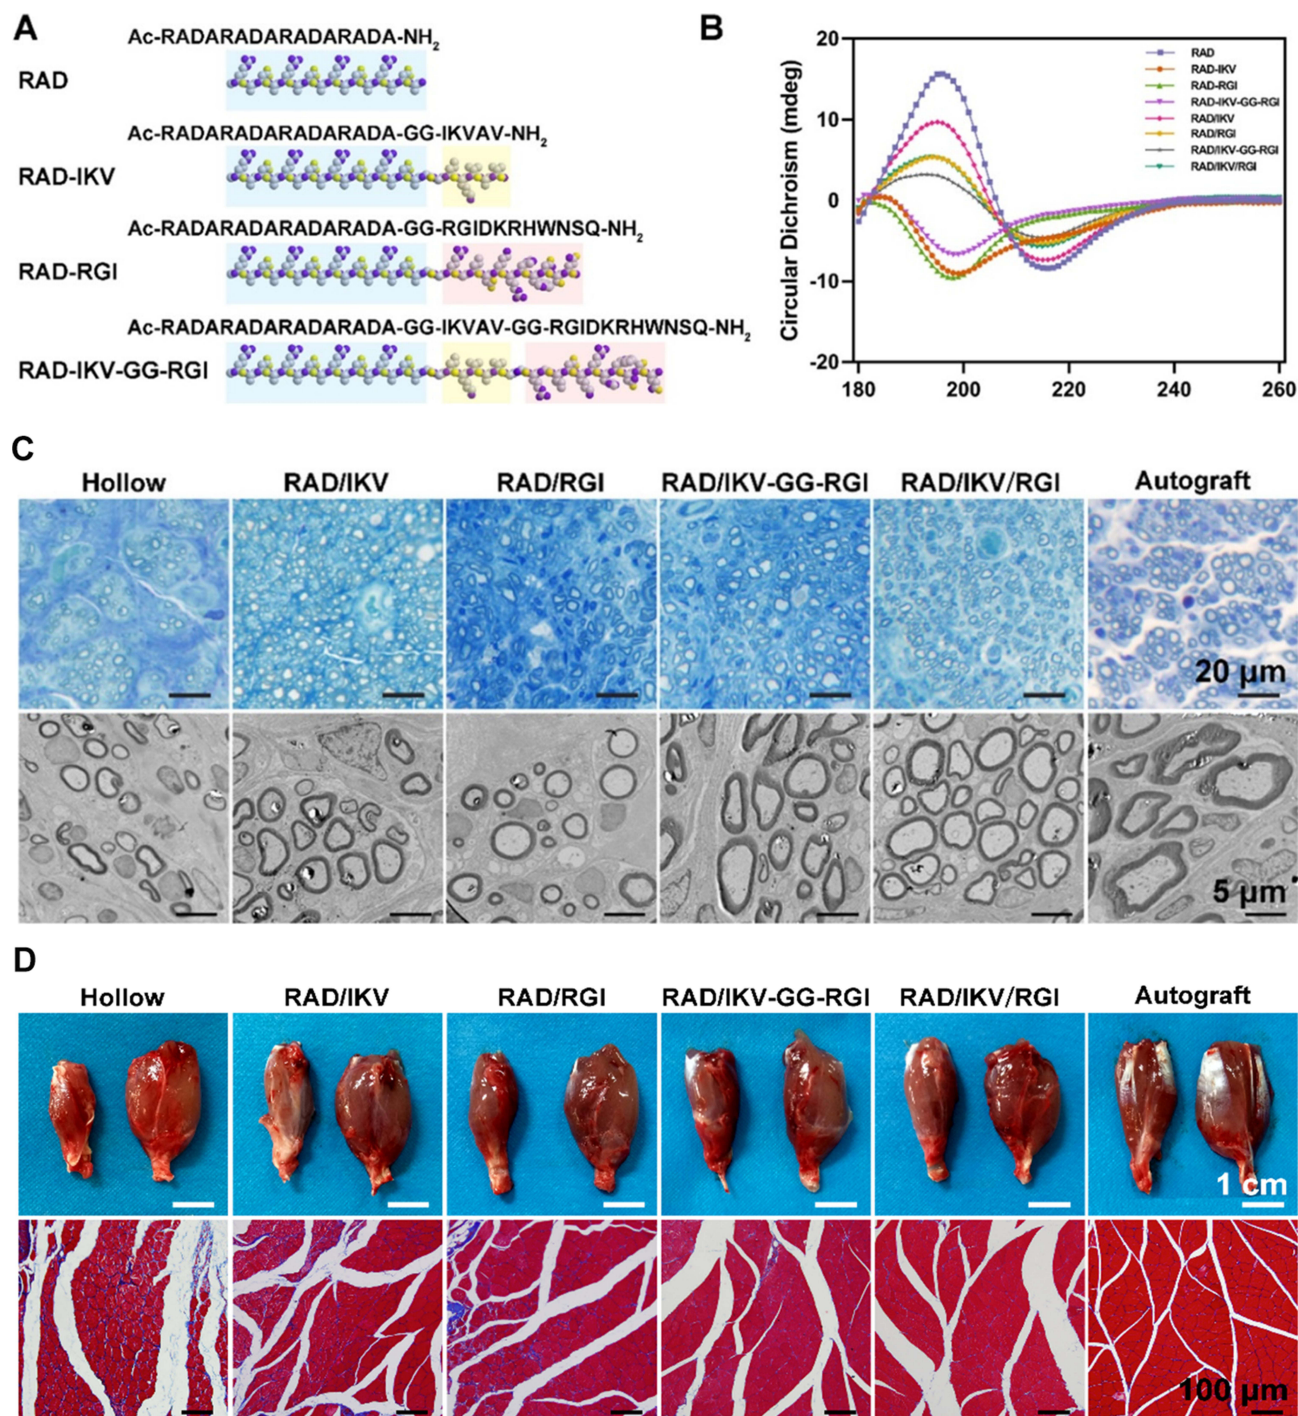 A
Ac-RADARADARADARADA-NH2
RAD
Ac-RADARADARADARADA-GG-IKVAV-NH2
RAD-IKV
Ac-RADARADARADARADA-GG-RGIDKRHWNSQ-NH2
RAD-RGI
Ac-RADARADARADARADA-GG-IKVAV-GG-RGIDKRHWNSQ-NH2
RAD-IKV-GG-RGI
B
Circular Dichroism (mdeg)
20
10
0
-10
-20
180 200 220 240 260
RAD
RAD-IKV
RAD-RGI
RAD-IKV-GG-RGI
RAD/IKV
RAD/RGI
RAD/IKV-GG-RGI
RAD/IKV/RGI
C
Hollow RAD/IKV RAD/RGI RAD/IKV-GG-RGI RAD/IKV/RGI Autograft
20 μm
5 μm
D
Hollow RAD/IKV RAD/RGI RAD/IKV-GG-RGI RAD/IKV/RGI Autograft
1 cm
100 μm